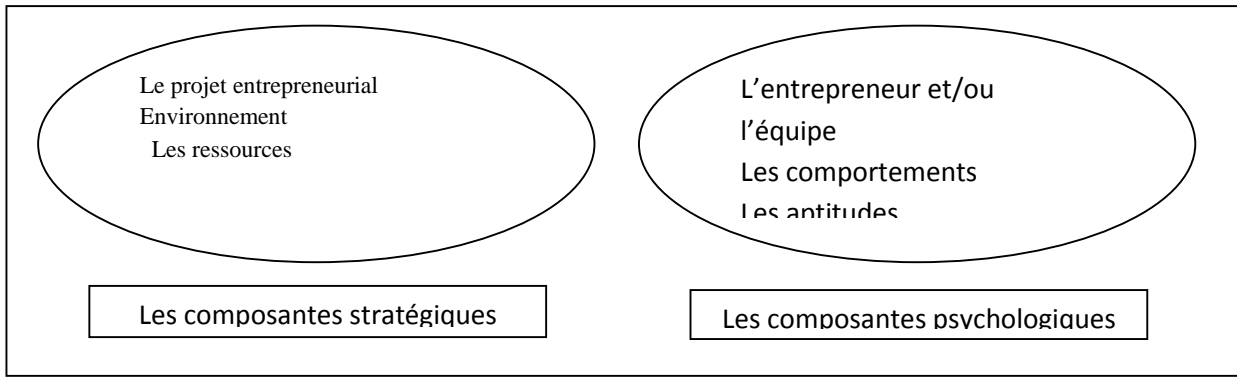 Le projet entrepreneurial
Environnement
Les ressources
L'entrepreneur et/ou
l'équipe
Les comportements
Les aptitudes
Les composantes stratégiques
Les composantes psychologiques